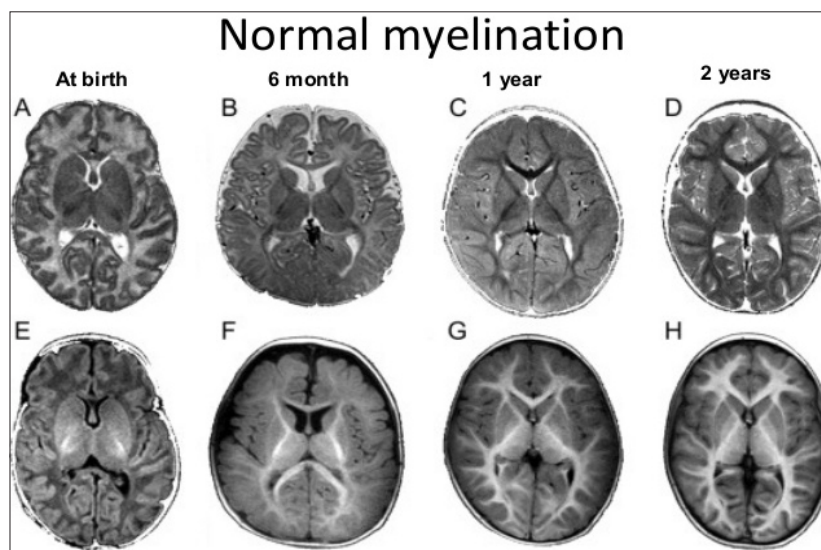 Normal myelination
At birth 6 month 1 year 2 years
A B C D
E F G H